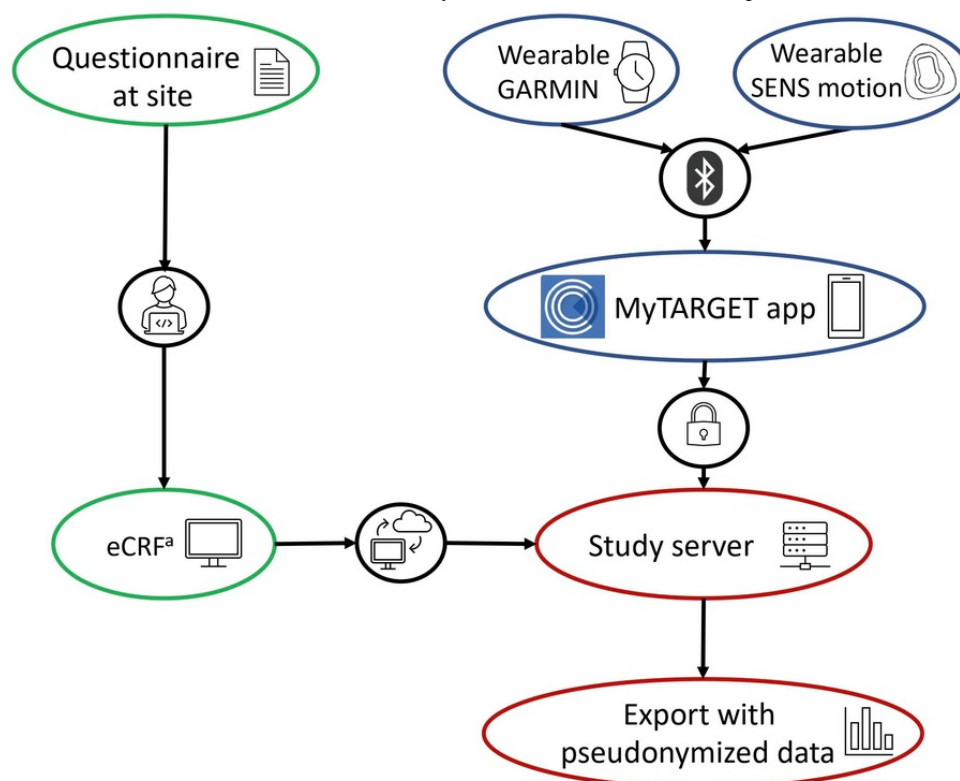 Questionnaire
at site
Wearable
GARMIN
Wearable
SENS motion
</>
MyTARGET app
eCRFᵃ
Study server
Export with
pseudonymized data